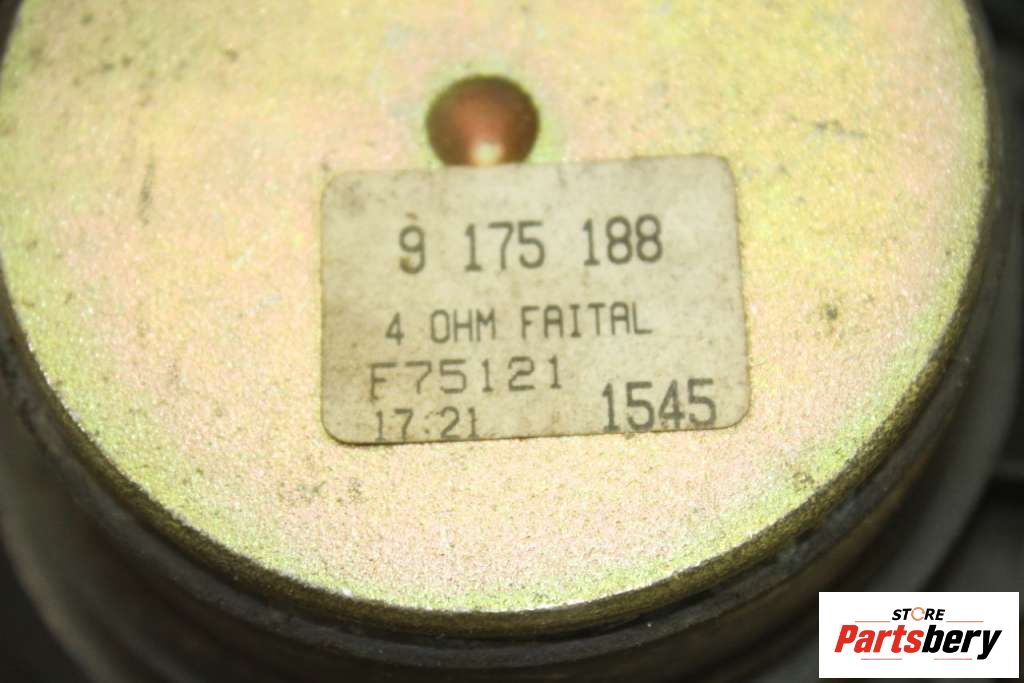 9 175 188
4 OHM FAITAL
F75121
17:21 1545
STORE
Partsbery